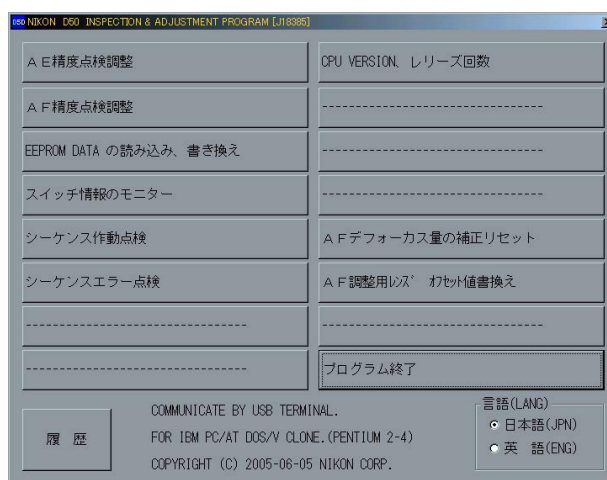 D50 NIKON D50 INSPECTION & ADJUSTMENT PROGRAM [J18385]
ＡＥ精度点検調整
CPU VERSION、レリーズ回数
ＡＦ精度点検調整
--------------------------------
EEPROM DATA の読み込み、書き換え
--------------------------------
スイッチ情報のモニター
--------------------------------
シーケンス作動点検
ＡＦデフォーカス量の補正リセット
シーケンスエラー点検
ＡＦ調整用ﾚﾝｽﾞ ｵﾌｾｯﾄ値書換え
--------------------------------
--------------------------------
--------------------------------
プログラム終了
履 歴
COMMUNICATE BY USB TERMINAL.
FOR IBM PC/AT DOS/V CLONE.(PENTIUM 2-4)
COPYRIGHT (C) 2005-06-05 NIKON CORP.
言語(LANG)
日本語(JPN)
英 語(ENG)